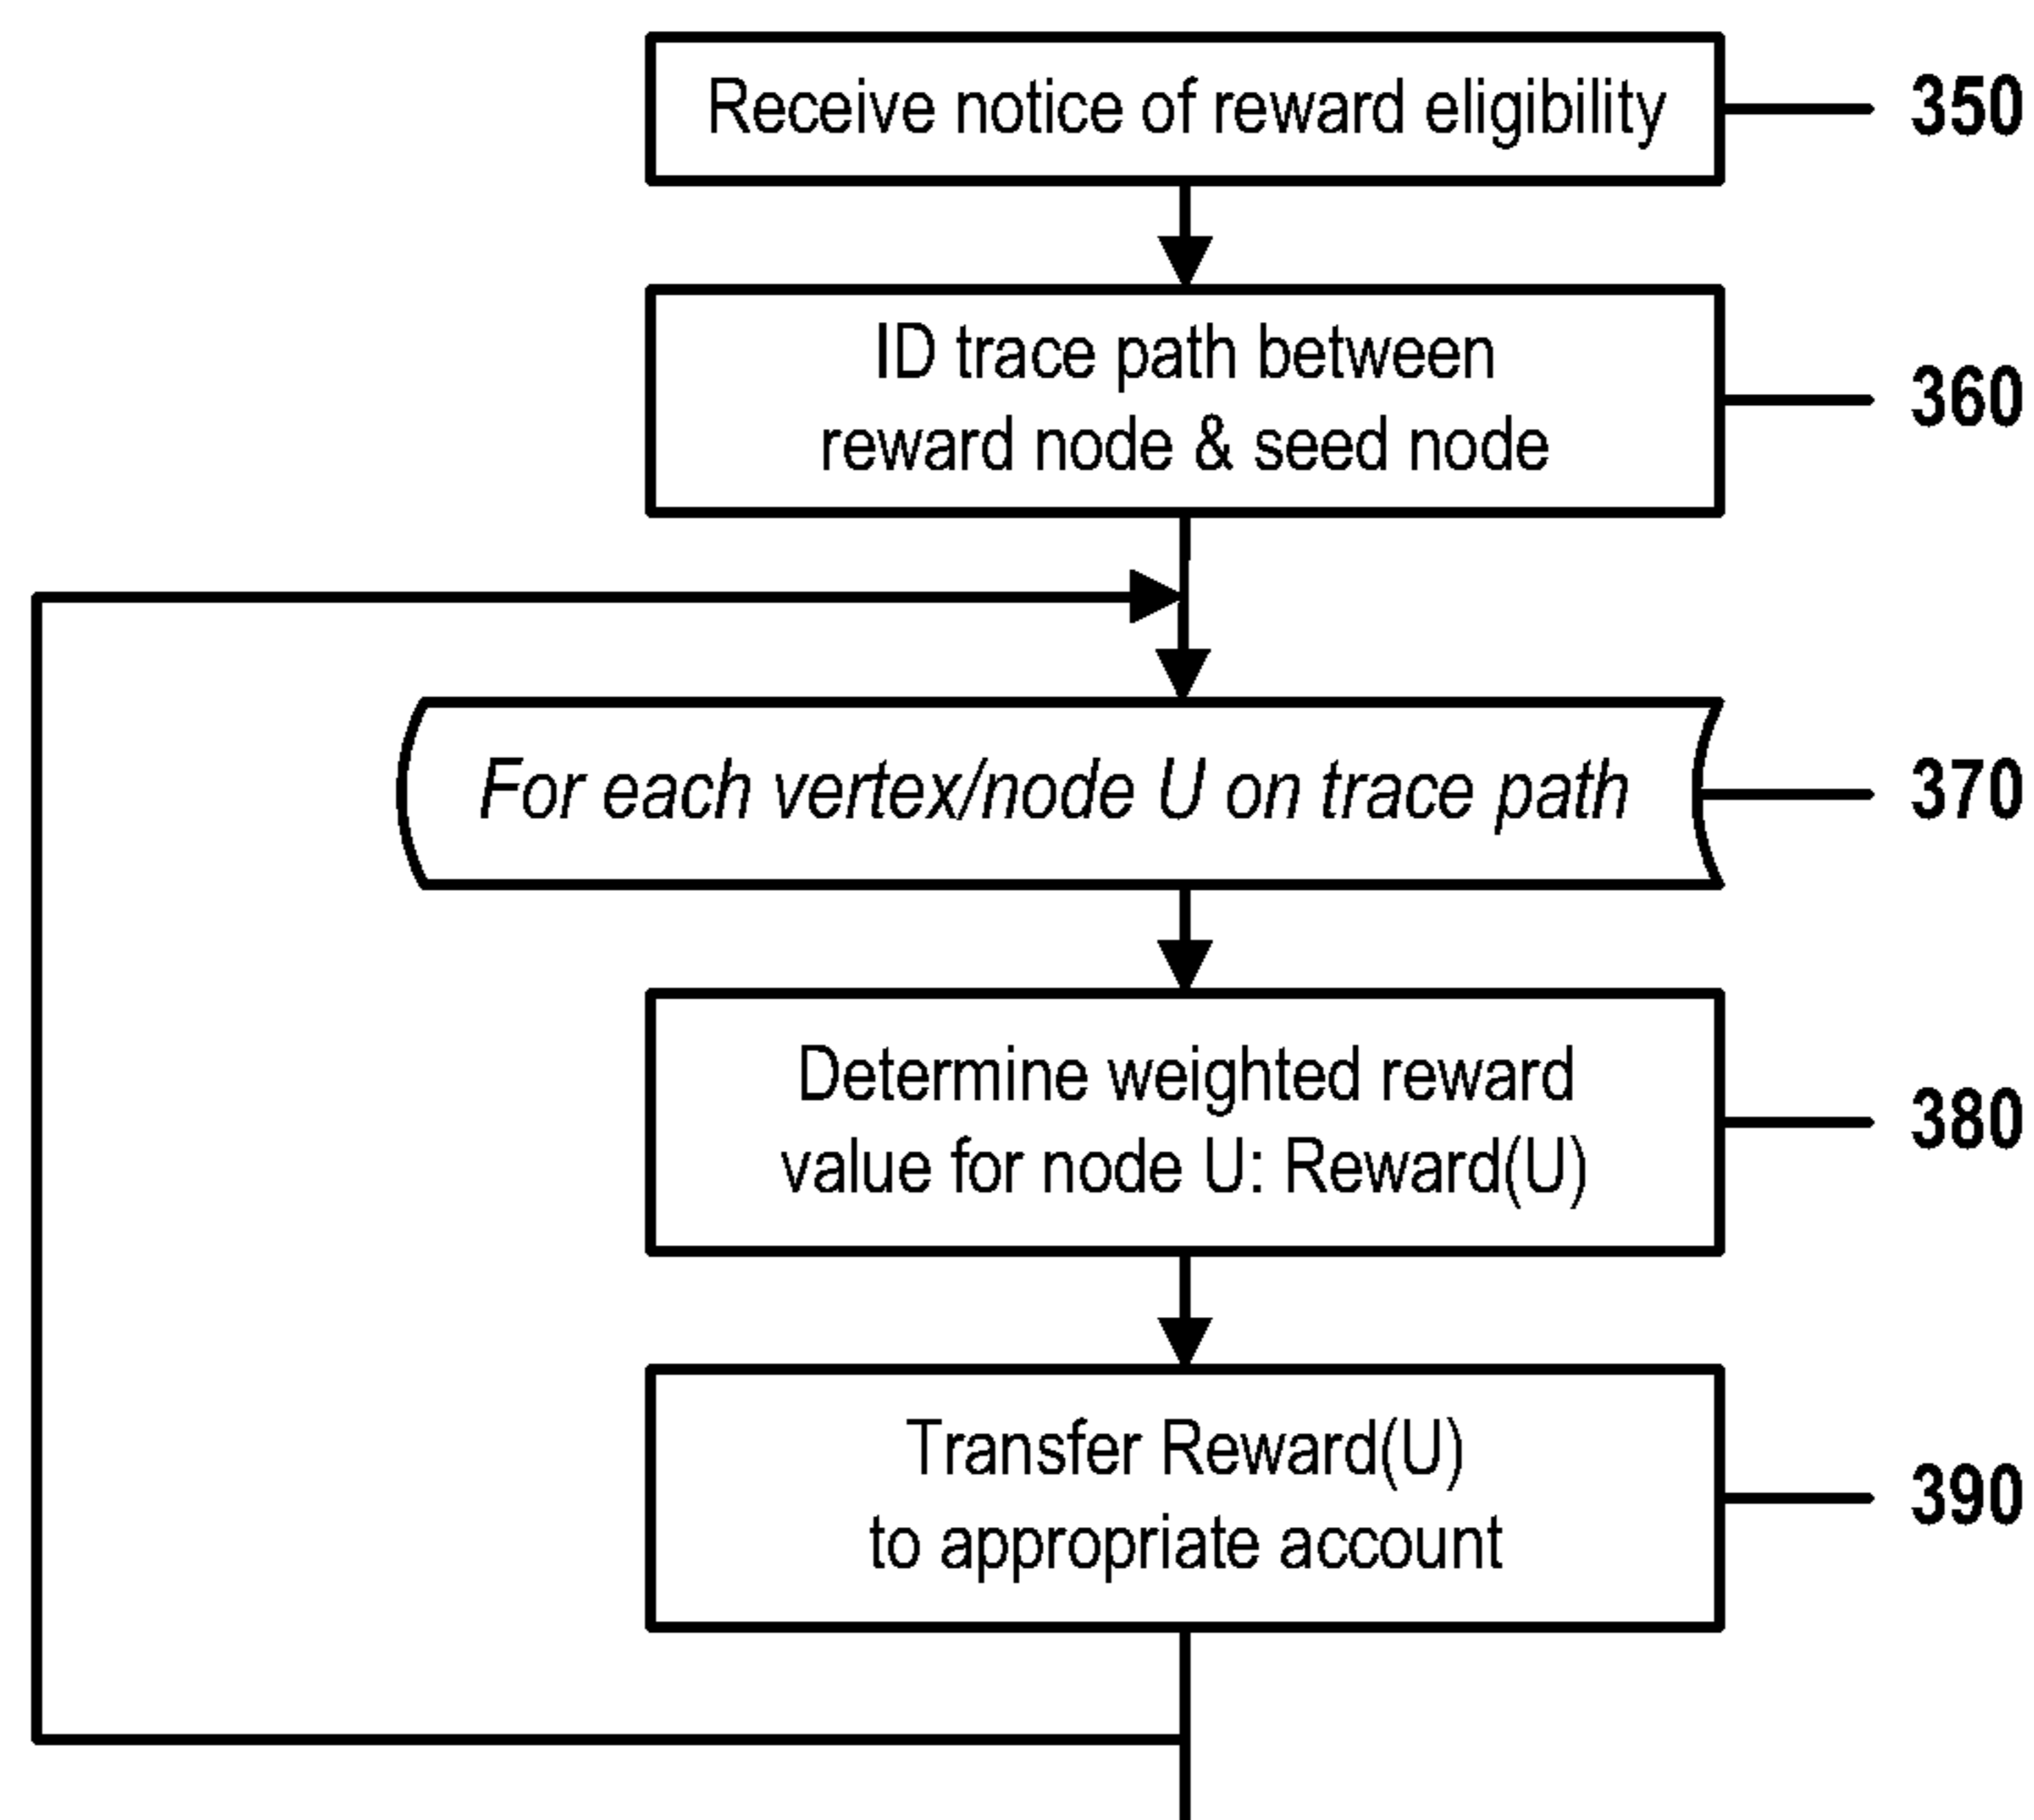 Receive notice of reward eligibility
350
ID trace path between
reward node & seed node
360
For each vertex/node U on trace path
370
Determine weighted reward
value for node U: Reward(U)
380
Transfer Reward(U)
to appropriate account
390